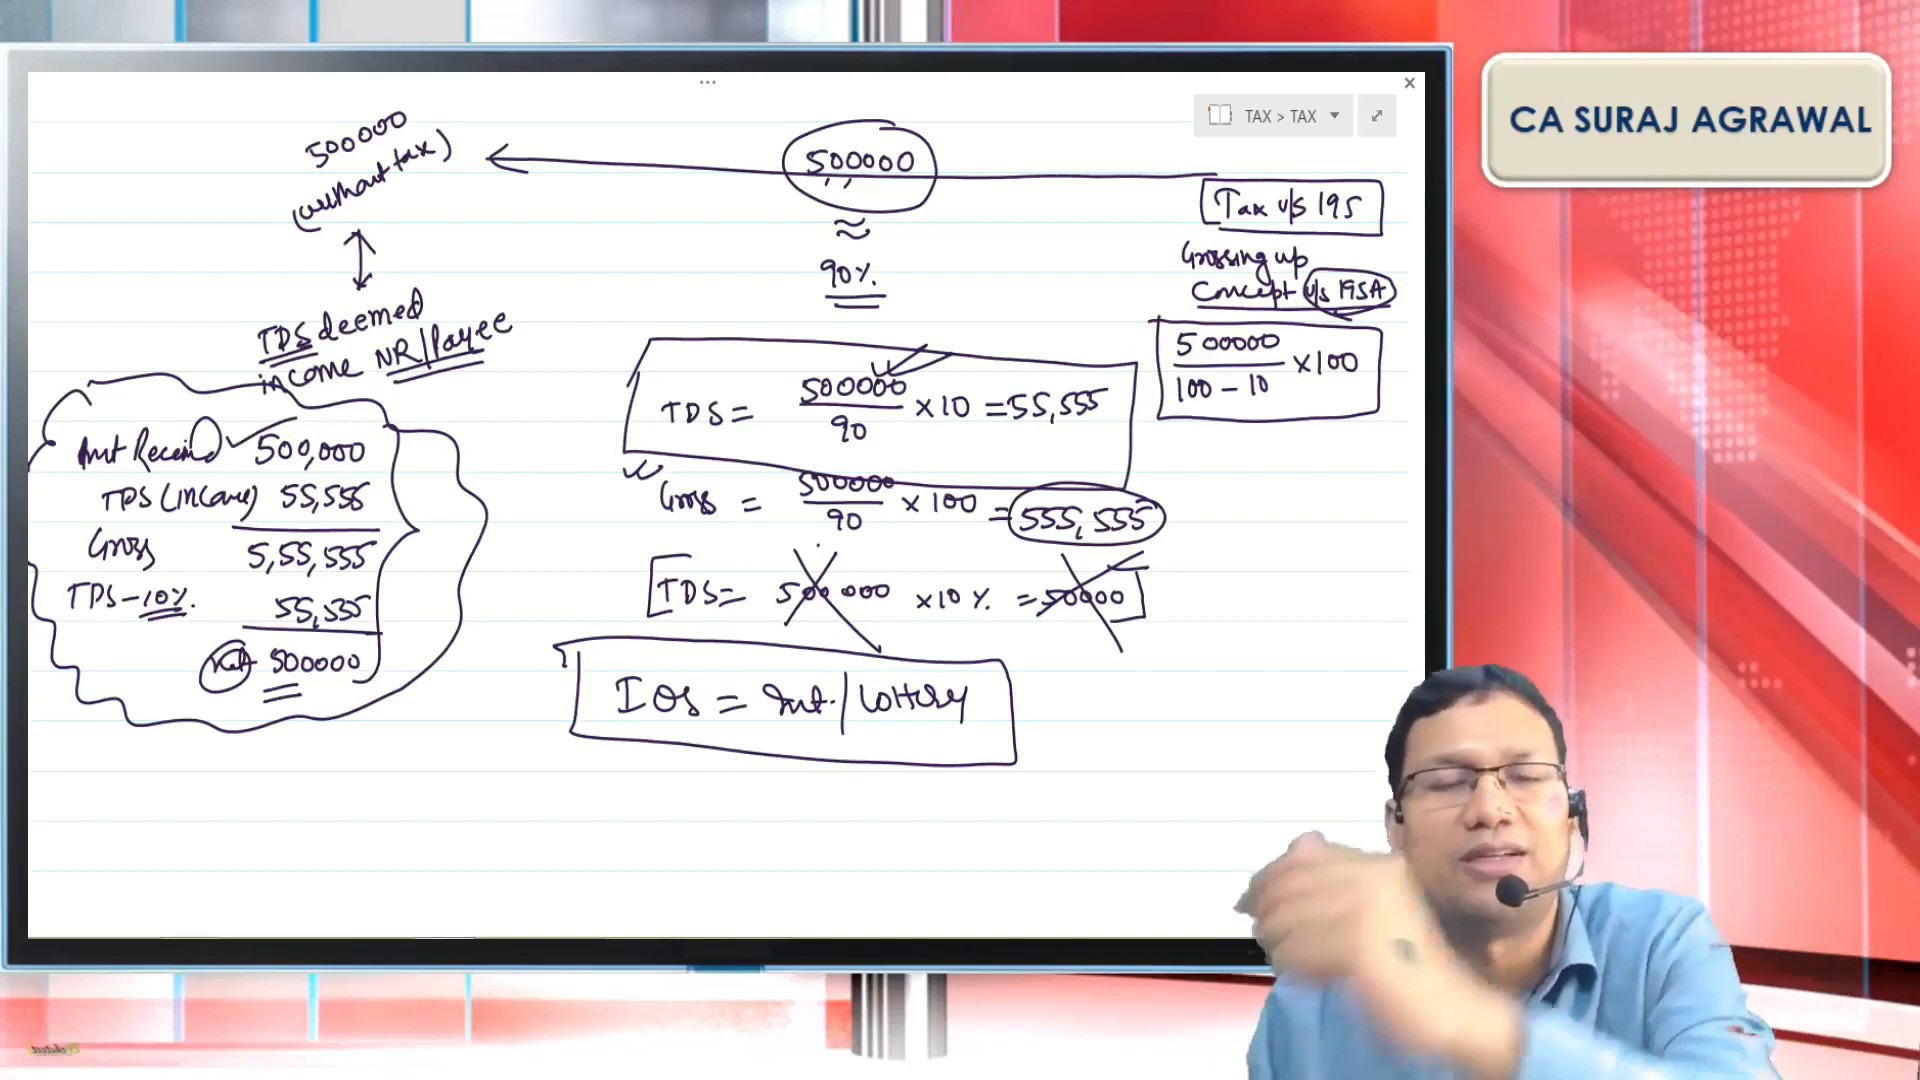 CA SURAJ AGRAWAL
TAX > TAX
500000
(without tax)
500000
90%
Tax u/s 195
Grossing up
Concept u/s 195A
500000
100 - 10
×100
TDS deemed
income NR/Payee
TDS = 500000
90
×10 = 55,555
Gross = 500000
90
×100 = 555,555
TDS = 500000 ×10% = 50000
IOS = Int. | Lottery
Amt Received 500,000
TDS (Income) 55,555
Gross 5,55,555
TDS - 10%. 55,555
Net 500000